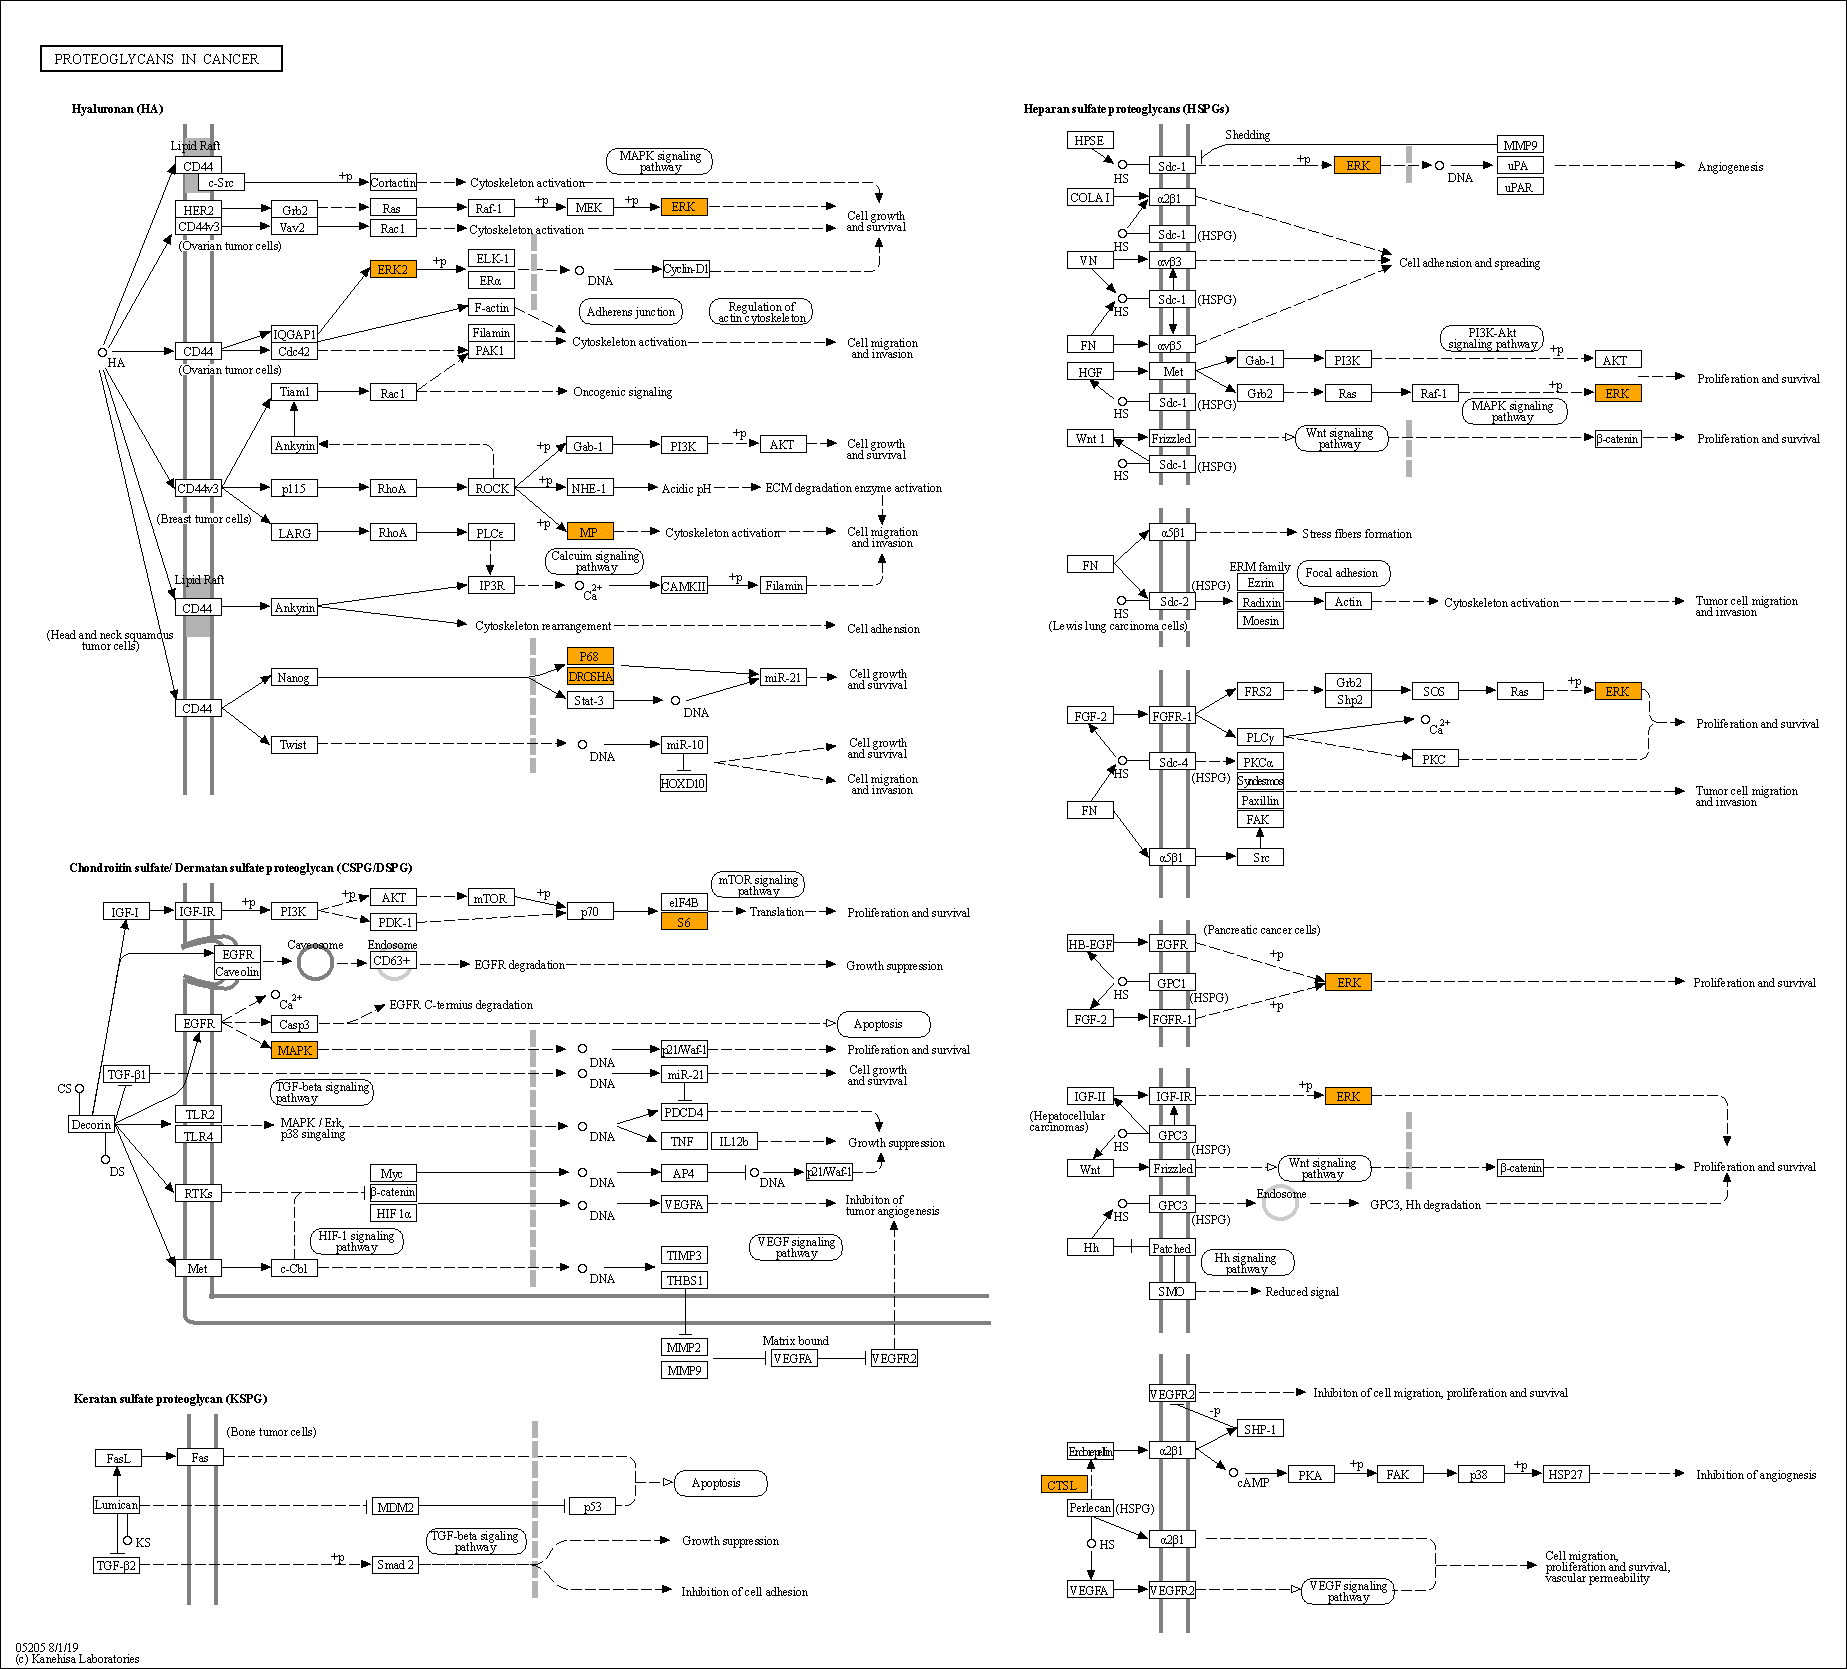 PROTEOGLYCANS IN CANCER
Hyaluronan (HA)
Lipid Raft
CD44
c-Src
+p
Cortactin
Cytoskeleton activation
MAPK signaling
pathway
HER2
Grb2
Ras
Raf-1
+p
MEK
+p
ERK
Cell growth
and survival
CD44v3
Vav2
Rac1
Cytoskeleton activation
(Ovarian tumor cells)
ERK2
+p
ELK-1
ERα
DNA
Cyclin-D1
F-actin
Adherens junction
Regulation of
actin cytoskeleton
IQGAP1
Filamin
HA
CD44
Cdc42
PAK1
Cytoskeleton activation
Cell migration
and invasion
(Ovarian tumor cells)
Tiam1
Rac1
Oncogenic signaling
Ankyrin
+p
Gab-1
PI3K
+p
AKT
Cell growth
and survival
CD44v3
p115
RhoA
ROCK
+p
NHE-1
Acidic pH
ECM degradation enzyme activation
(Breast tumor cells)
LARG
RhoA
PLCε
+p
MP
Cytoskeleton activation
Cell migration
and invasion
Calcuim signaling
pathway
Lipid Raft
IP3R
Ca2+
CAMKII
+p
Filamin
CD44
Ankyrin
Cytoskeleton rearrangement
Cell adhension
(Head and neck squamous
tumor cells)
P68
DROSHA
Nanog
Stat-3
DNA
miR-21
Cell growth
and survival
CD44
Twist
DNA
miR-10
HOXD10
Cell growth
and survival
Cell migration
and invasion
Chondroitin sulfate/ Dermatan sulfate proteoglycan (CSPG/DSPG)
IGF-I
IGF-IR
+p
PI3K
+p
AKT
mTOR
+p
PDK-1
p70
eIF4B
S6
mTOR signaling
pathway
Translation
Proliferation and survival
EGFR
Caveolin
Caveosome
Endosome
CD63+
EGFR degradation
Growth suppression
Ca2+
EGFR C-termius degradation
EGFR
Casp3
Apoptosis
MAPK
DNA
p21/Waf-1
Proliferation and survival
TGF-β1
DNA
miR-21
Cell growth
and survival
CS
TGF-beta signaling
pathway
Decorin
TLR2
TLR4
MAPK / Erk,
p38 singaling
DNA
PDCD4
TNF
IL12b
Growth suppression
DS
Myc
DNA
AP4
DNA
p21/Waf-1
RTKs
β-catenin
HIF 1α
DNA
VEGFA
Inhibiton of
tumor angiogenesis
HIF-1 signaling
pathway
VEGF signaling
pathway
Met
c-Cbl
DNA
TIMP3
THBS1
MMP2
MMP9
Matrix bound
VEGFA
VEGFR2
Keratan sulfate proteoglycan (KSPG)
(Bone tumor cells)
FasL
Fas
Apoptosis
Lumican
MDM2
p53
KS
TGF-β2
+p
Smad 2
TGF-beta sigaling
pathway
Growth suppression
Inhibition of cell adhesion
05205 8/1/19
(c) Kanehisa Laboratories
Heparan sulfate proteoglycans (HSPGs)
HPSE
HS
Sdc-1
Shedding
+p
ERK
DNA
MMP9
uPA
uPAR
Angiogenesis
COLA I
α2β1
HS
Sdc-1
(HSPG)
VN
αvβ3
Cell adhension and spreading
HS
Sdc-1
(HSPG)
FN
αvβ5
PI3K-Akt
signaling pathway
HGF
Met
Gab-1
PI3K
+p
AKT
HS
Sdc-1
(HSPG)
Grb2
Ras
Raf-1
+p
ERK
Proliferation and survival
MAPK signaling
pathway
Wnt 1
Frizzled
Wnt signaling
pathway
β-catenin
Proliferation and survival
HS
Sdc-1
(HSPG)
α5β1
Stress fibers formation
FN
(HSPG)
ERM family
Ezrin
Radixin
Moesin
Focal adhesion
HS
Sdc-2
Actin
Cytoskeleton activation
Tumor cell migration
and invasion
(Lewis lung carcinoma cells)
FGF-2
FGFR-1
FRS2
Grb2
Shp2
SOS
Ras
+p
ERK
Ca2+
Proliferation and survival
PLCγ
PKC
HS
Sdc-4
(HSPG)
PKCα
Syndesmos
Paxillin
FAK
Tumor cell migration
and invasion
FN
α5β1
Src
(Pancreatic cancer cells)
HB-EGF
EGFR
+p
HS
GPC1
(HSPG)
ERK
Proliferation and survival
FGF-2
FGFR-1
+p
IGF-II
IGF-IR
+p
ERK
(Hepatocellular
carcinomas)
HS
GPC3
(HSPG)
Wnt
Frizzled
Wnt signaling
pathway
β-catenin
Proliferation and survival
HS
GPC3
(HSPG)
Endosome
GPC3, Hh degradation
Hh
Patched
Hh signaling
pathway
SMO
Reduced signal
VEGFR2
Inhibiton of cell migration, proliferation and survival
-p
SHP-1
Endorepellin
α2β1
cAMP
PKA
+p
FAK
p38
+p
HSP27
Inhibition of angiognesis
CTSL
Perlecan
(HSPG)
HS
α2β1
VEGFA
VEGFR2
VEGF signaling
pathway
Cell migration,
proliferation and survival,
vascular permeability